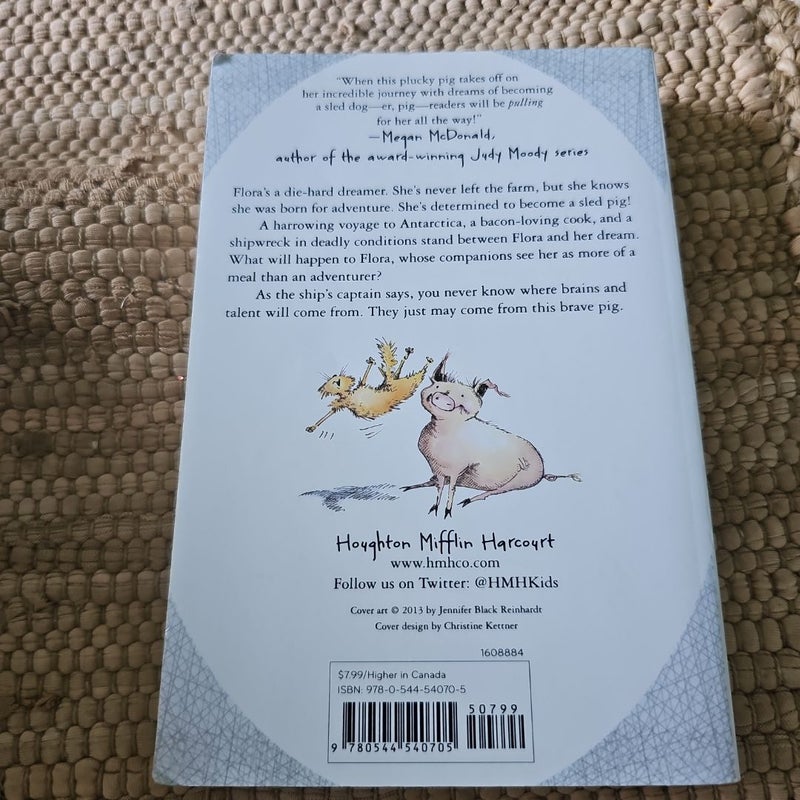 "When this plucky pig takes off on
her incredible journey with dreams of becoming
a sled dog—er, pig—readers will be pulling
for her all the way!"
—Megan McDonald,
author of the award-winning Judy Moody series
Flora's a die-hard dreamer. She's never left the farm, but she knows
she was born for adventure. She's determined to become a sled pig!
A harrowing voyage to Antarctica, a bacon-loving cook, and a
shipwreck in deadly conditions stand between Flora and her dream.
What will happen to Flora, whose companions see her as more of a
meal than an adventurer?
As the ship's captain says, you never know where brains and
talent will come from. They just may come from this brave pig.
Houghton Mifflin Harcourt
www.hmhco.com
Follow us on Twitter: @HMHKids
Cover art © 2013 by Jennifer Black Reinhardt
Cover design by Christine Kettner
1608884
$7.99/Higher in Canada
ISBN: 978-0-544-54070-5
50799
9 780544 540705